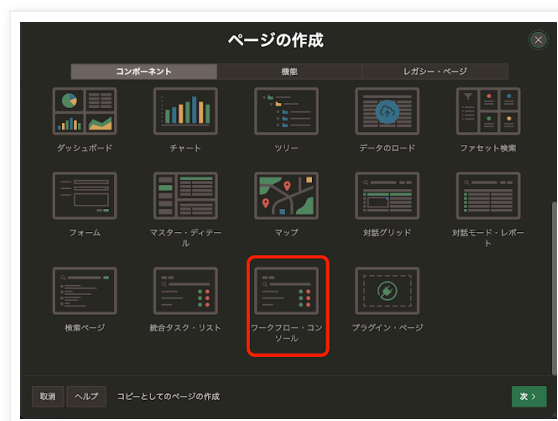 ページの作成
コンポーネント
機能
レガシー・ページ
ダッシュボード
チャート
ツリー
データのロード
ファセット検索
フォーム
マスター・ディテー
ル
マップ
対話グリッド
対話モード・レポー
ト
検索ページ
統合タスク・リスト
ワークフロー・コン
ソール
プラグイン・ページ
取消
ヘルプ
コピーとしてのページの作成
次 >